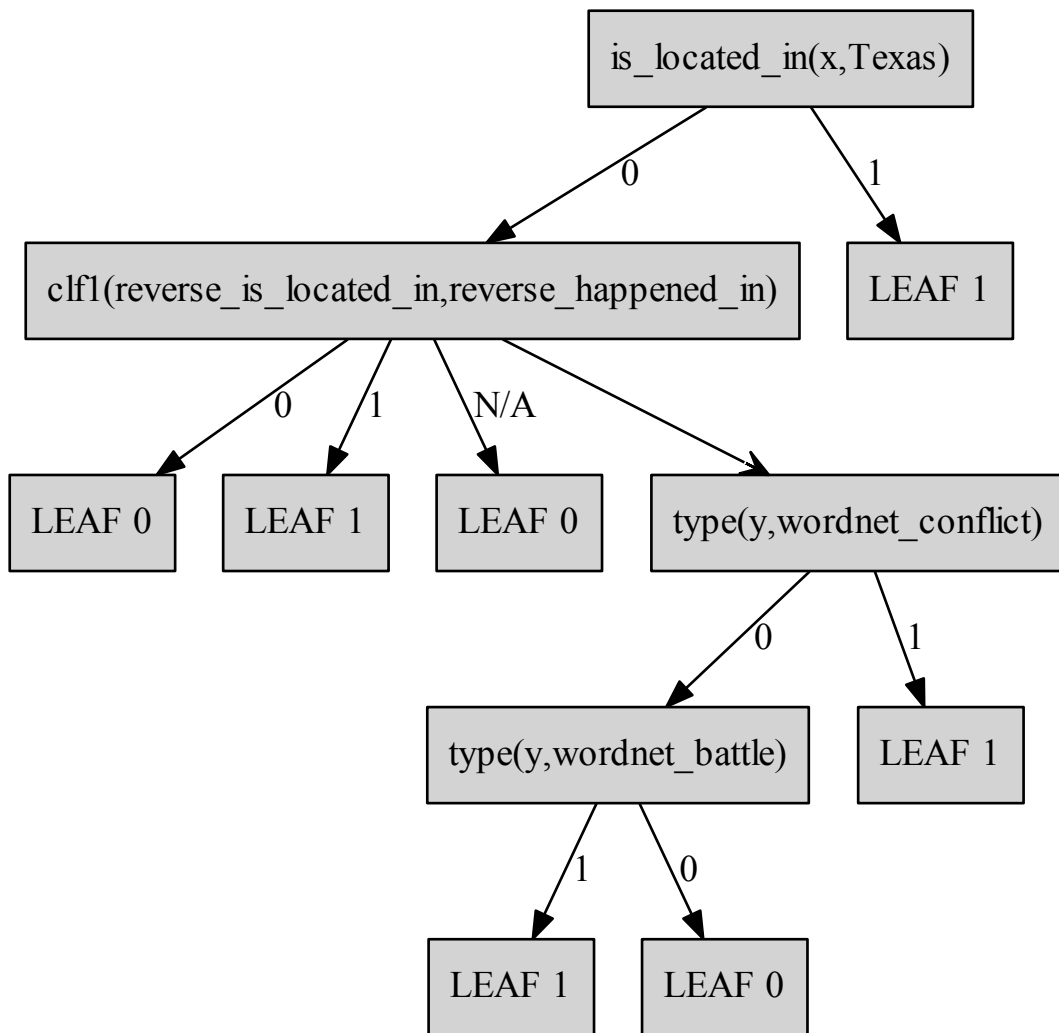 is_located_in(x,Texas)
0
1
clf1(reverse_is_located_in,reverse_happened_in)
LEAF 1
0
1
N/A
LEAF 0
LEAF 1
LEAF 0
type(y,wordnet_conflict)
0
1
type(y,wordnet_battle)
LEAF 1
1
0
LEAF 1
LEAF 0